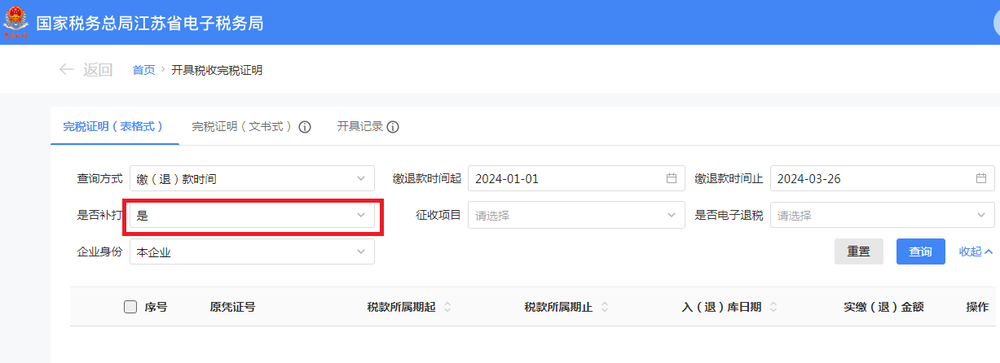 国家税务总局江苏省电子税务局
返回 首页 > 开具税收完税证明
完税证明（表格式） 完税证明（文书式） 开具记录
查询方式 缴（退）款时间 缴退款时间起 2024-01-01 缴退款时间止 2024-03-26
是否补打 是 征收项目 请选择 是否电子退税 请选择
企业身份 本企业 重置 查询 收起
序号 原凭证号 税款所属期起 税款所属期止 入（退）库日期 实缴（退）金额 操作